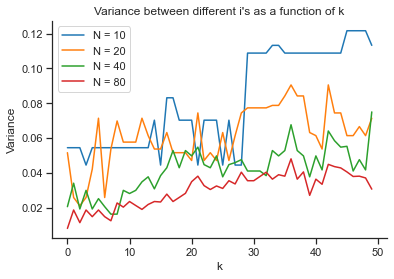 Variance between different i's as a function of k
N = 10
N = 20
N = 40
N = 80
0.12
0.10
0.08
0.06
0.04
0.02
Variance
0
10
20
30
40
50
k